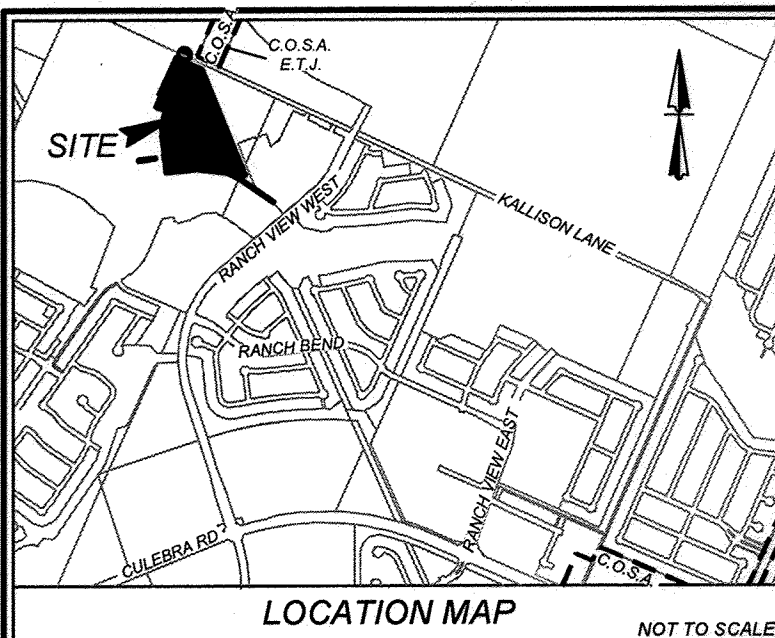 C.O.S.A.
C.O.S.A.
E.T.J.
SITE
KALLISON LANE
RANCH VIEW WEST
RANCH BEND
RANCH VIEW EAST
CULEBRA RD
C.O.S.A.
LOCATION MAP
NOT TO SCALE